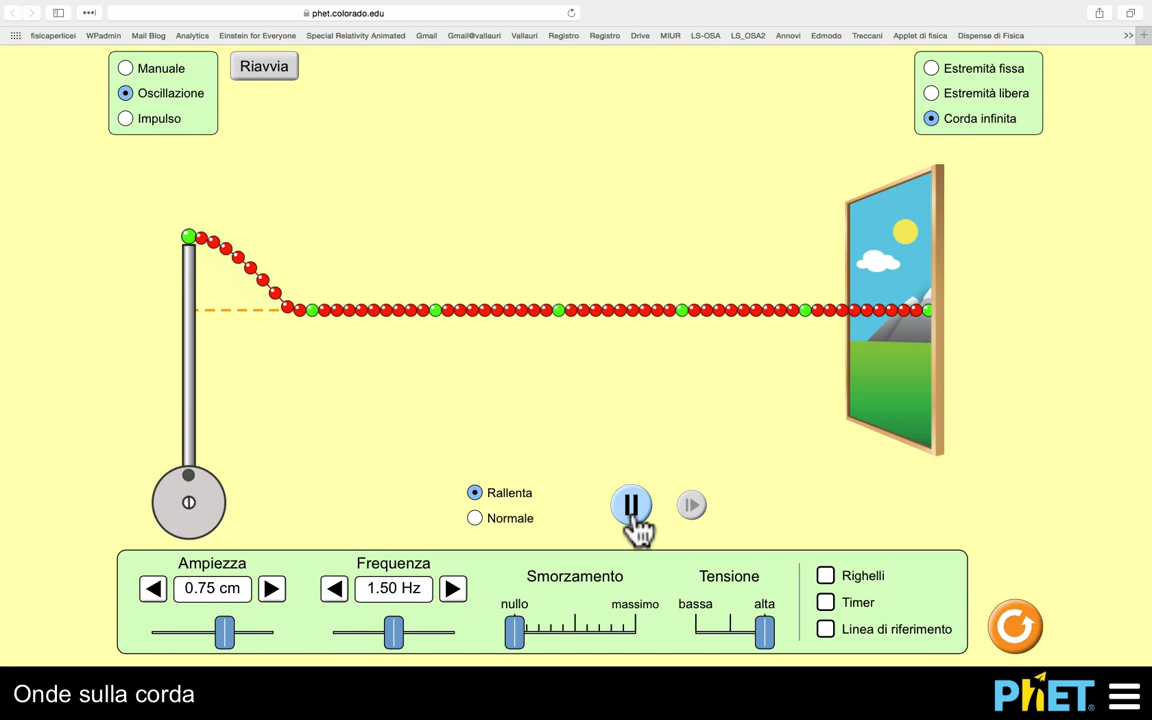 phet.colorado.edu
fisicaperlicei WPadmin Mail Blog Analytics Einstein for Everyone Special Relativity Animated Gmail Gmail@vallauri Vallauri Registro Registro Drive MIUR LS-OSA LS_OSA2 Annovi Edmodo Treccani Applet di fisica Dispense di Fisica >>
Manuale
Oscillazione
Impulso
Riavvia
Estremità fissa
Estremità libera
Corda infinita
Rallenta
Normale
Ampiezza
0.75 cm
Frequenza
1.50 Hz
Smorzamento
nullo massimo
Tensione
bassa alta
Righelli
Timer
Linea di riferimento
Onde sulla corda
PhET